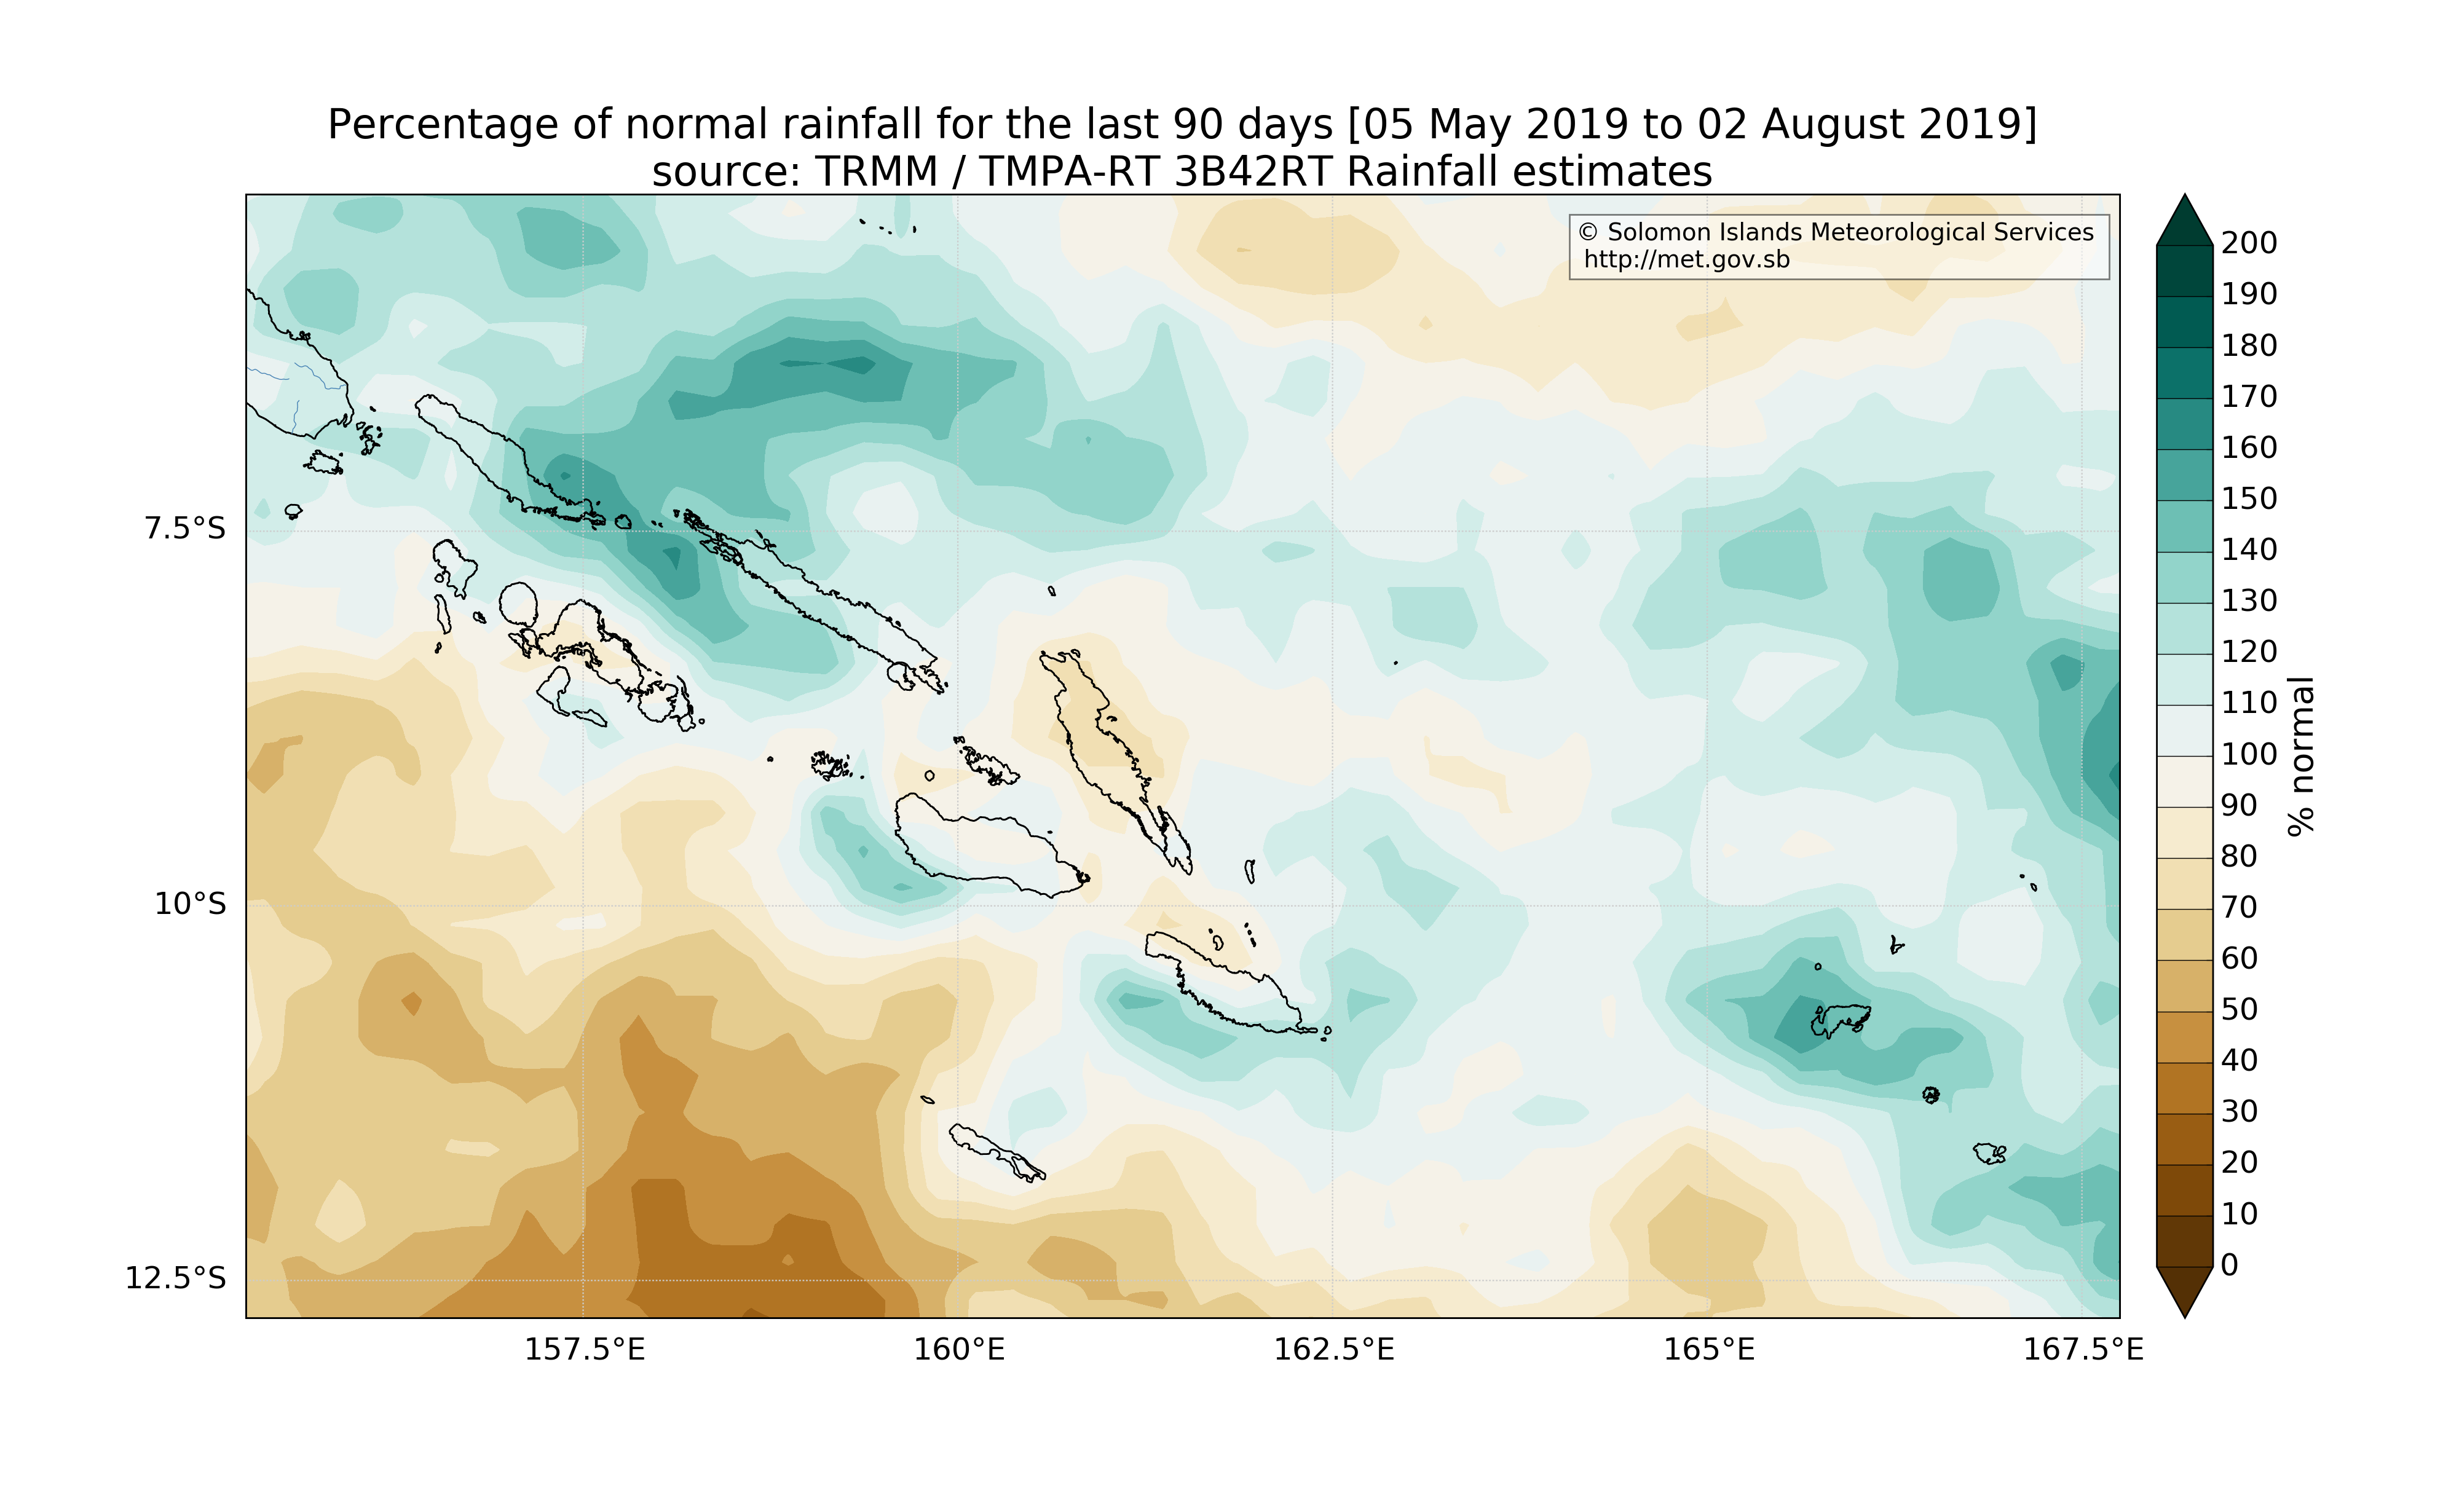 Percentage of normal rainfall for the last 90 days [05 May 2019 to 02 August 2019]
source: TRMM / TMPA-RT 3B42RT Rainfall estimates
© Solomon Islands Meteorological Services
http://met.gov.sb
7.5°S
10°S
12.5°S
157.5°E
160°E
162.5°E
165°E
167.5°E
200
190
180
170
160
150
140
130
120
110
100
90
80
70
60
50
40
30
20
10
0
% normal